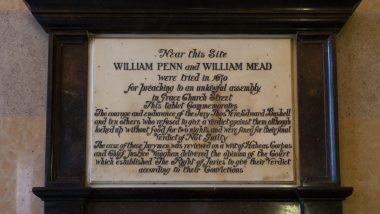 Near this Site
WILLIAM PENN and WILLIAM MEAD
were tried in 1670
for preaching to an unlawful assembly
in Grace Church Street
This tablet Commemorates
The courage and endurance of the Jury Thos Vere, Edward Bushell
and ten others who refused to give a verdict against them, although
locked up without food for two nights, and were fined for their final
Verdict of Not Guilty
The case of these Jurymen was reviewed on a writ of Habeas Corpus
and Chief Justice Vaughan delivered the opinion of the Court
which established The Right of Juries to give their Verdict
according to their Convictions